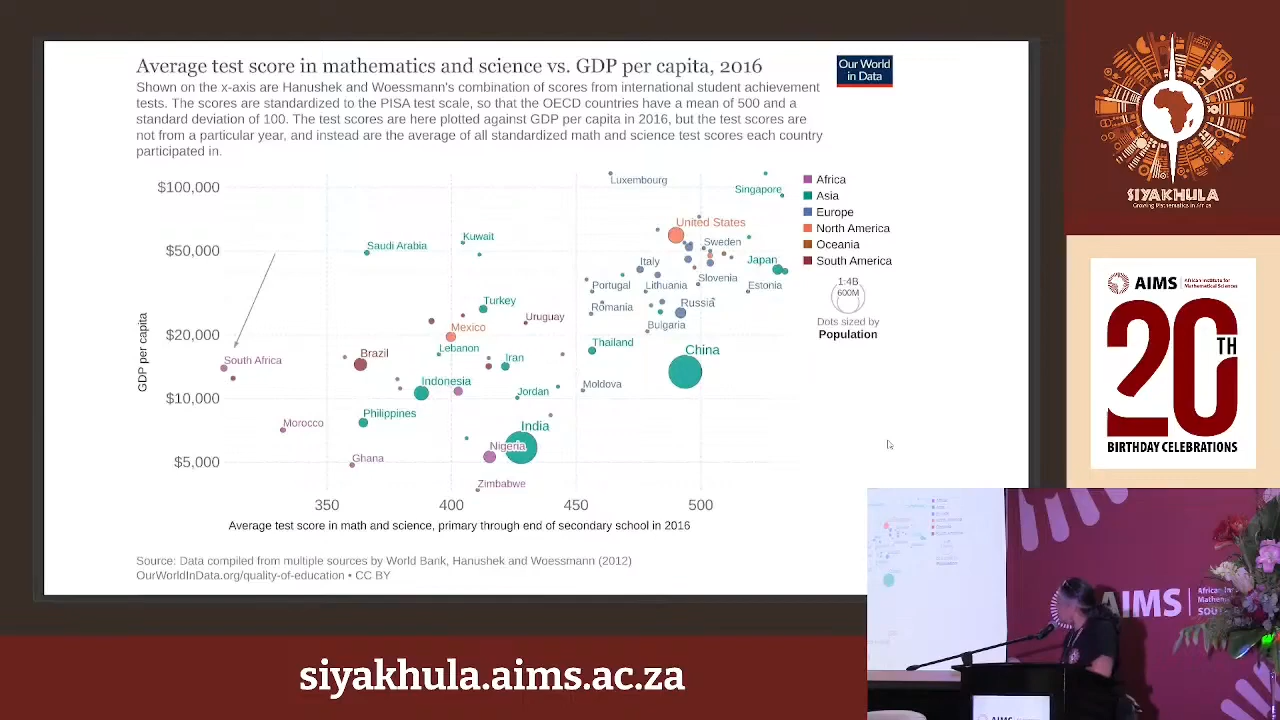 Average test score in mathematics and science vs. GDP per capita, 2016
Our World
in Data
Shown on the x-axis are Hanushek and Woessmann's combination of scores from international student achievement
tests. The scores are standardized to the PISA test scale, so that the OECD countries have a mean of 500 and a
standard deviation of 100. The test scores are here plotted against GDP per capita in 2016, but the test scores are
not from a particular year, and instead are the average of all standardized math and science test scores each country
participated in.
$100,000
$50,000
$20,000
$10,000
$5,000
GDP per capita
Luxembourg
Singapore
United States
Kuwait
Saudi Arabia
Sweden
Italy
Japan
Slovenia
Portugal
Lithuania
Estonia
Turkey
Romania
Russia
Uruguay
Mexico
Bulgaria
Lebanon
Thailand
South Africa
Brazil
Iran
China
Indonesia
Jordan
Moldova
Philippines
Morocco
India
Nigeria
Ghana
Zimbabwe
350
400
450
500
Average test score in math and science, primary through end of secondary school in 2016
Africa
Asia
Europe
North America
Oceania
South America
1:4B
600M
Dots sized by
Population
Source: Data compiled from multiple sources by World Bank, Hanushek and Woessmann (2012)
OurWorldInData.org/quality-of-education • CC BY
SIYAKHULA
Growing Mathematics in Africa
AIMS
African Institute for
Mathematical Sciences
20
TH
BIRTHDAY CELEBRATIONS
AIMS
siyakhula.aims.ac.za